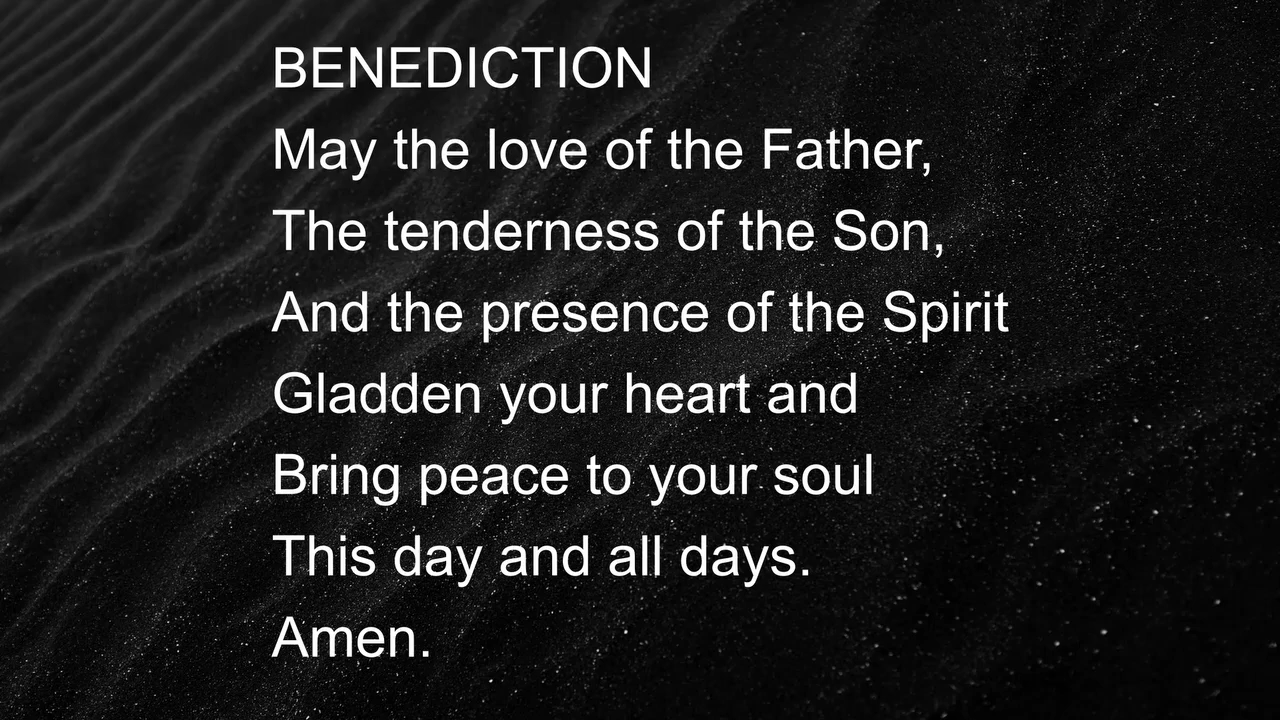 BENEDICTION
May the love of the Father,
The tenderness of the Son,
And the presence of the Spirit
Gladden your heart and
Bring peace to your soul
This day and all days.
Amen.